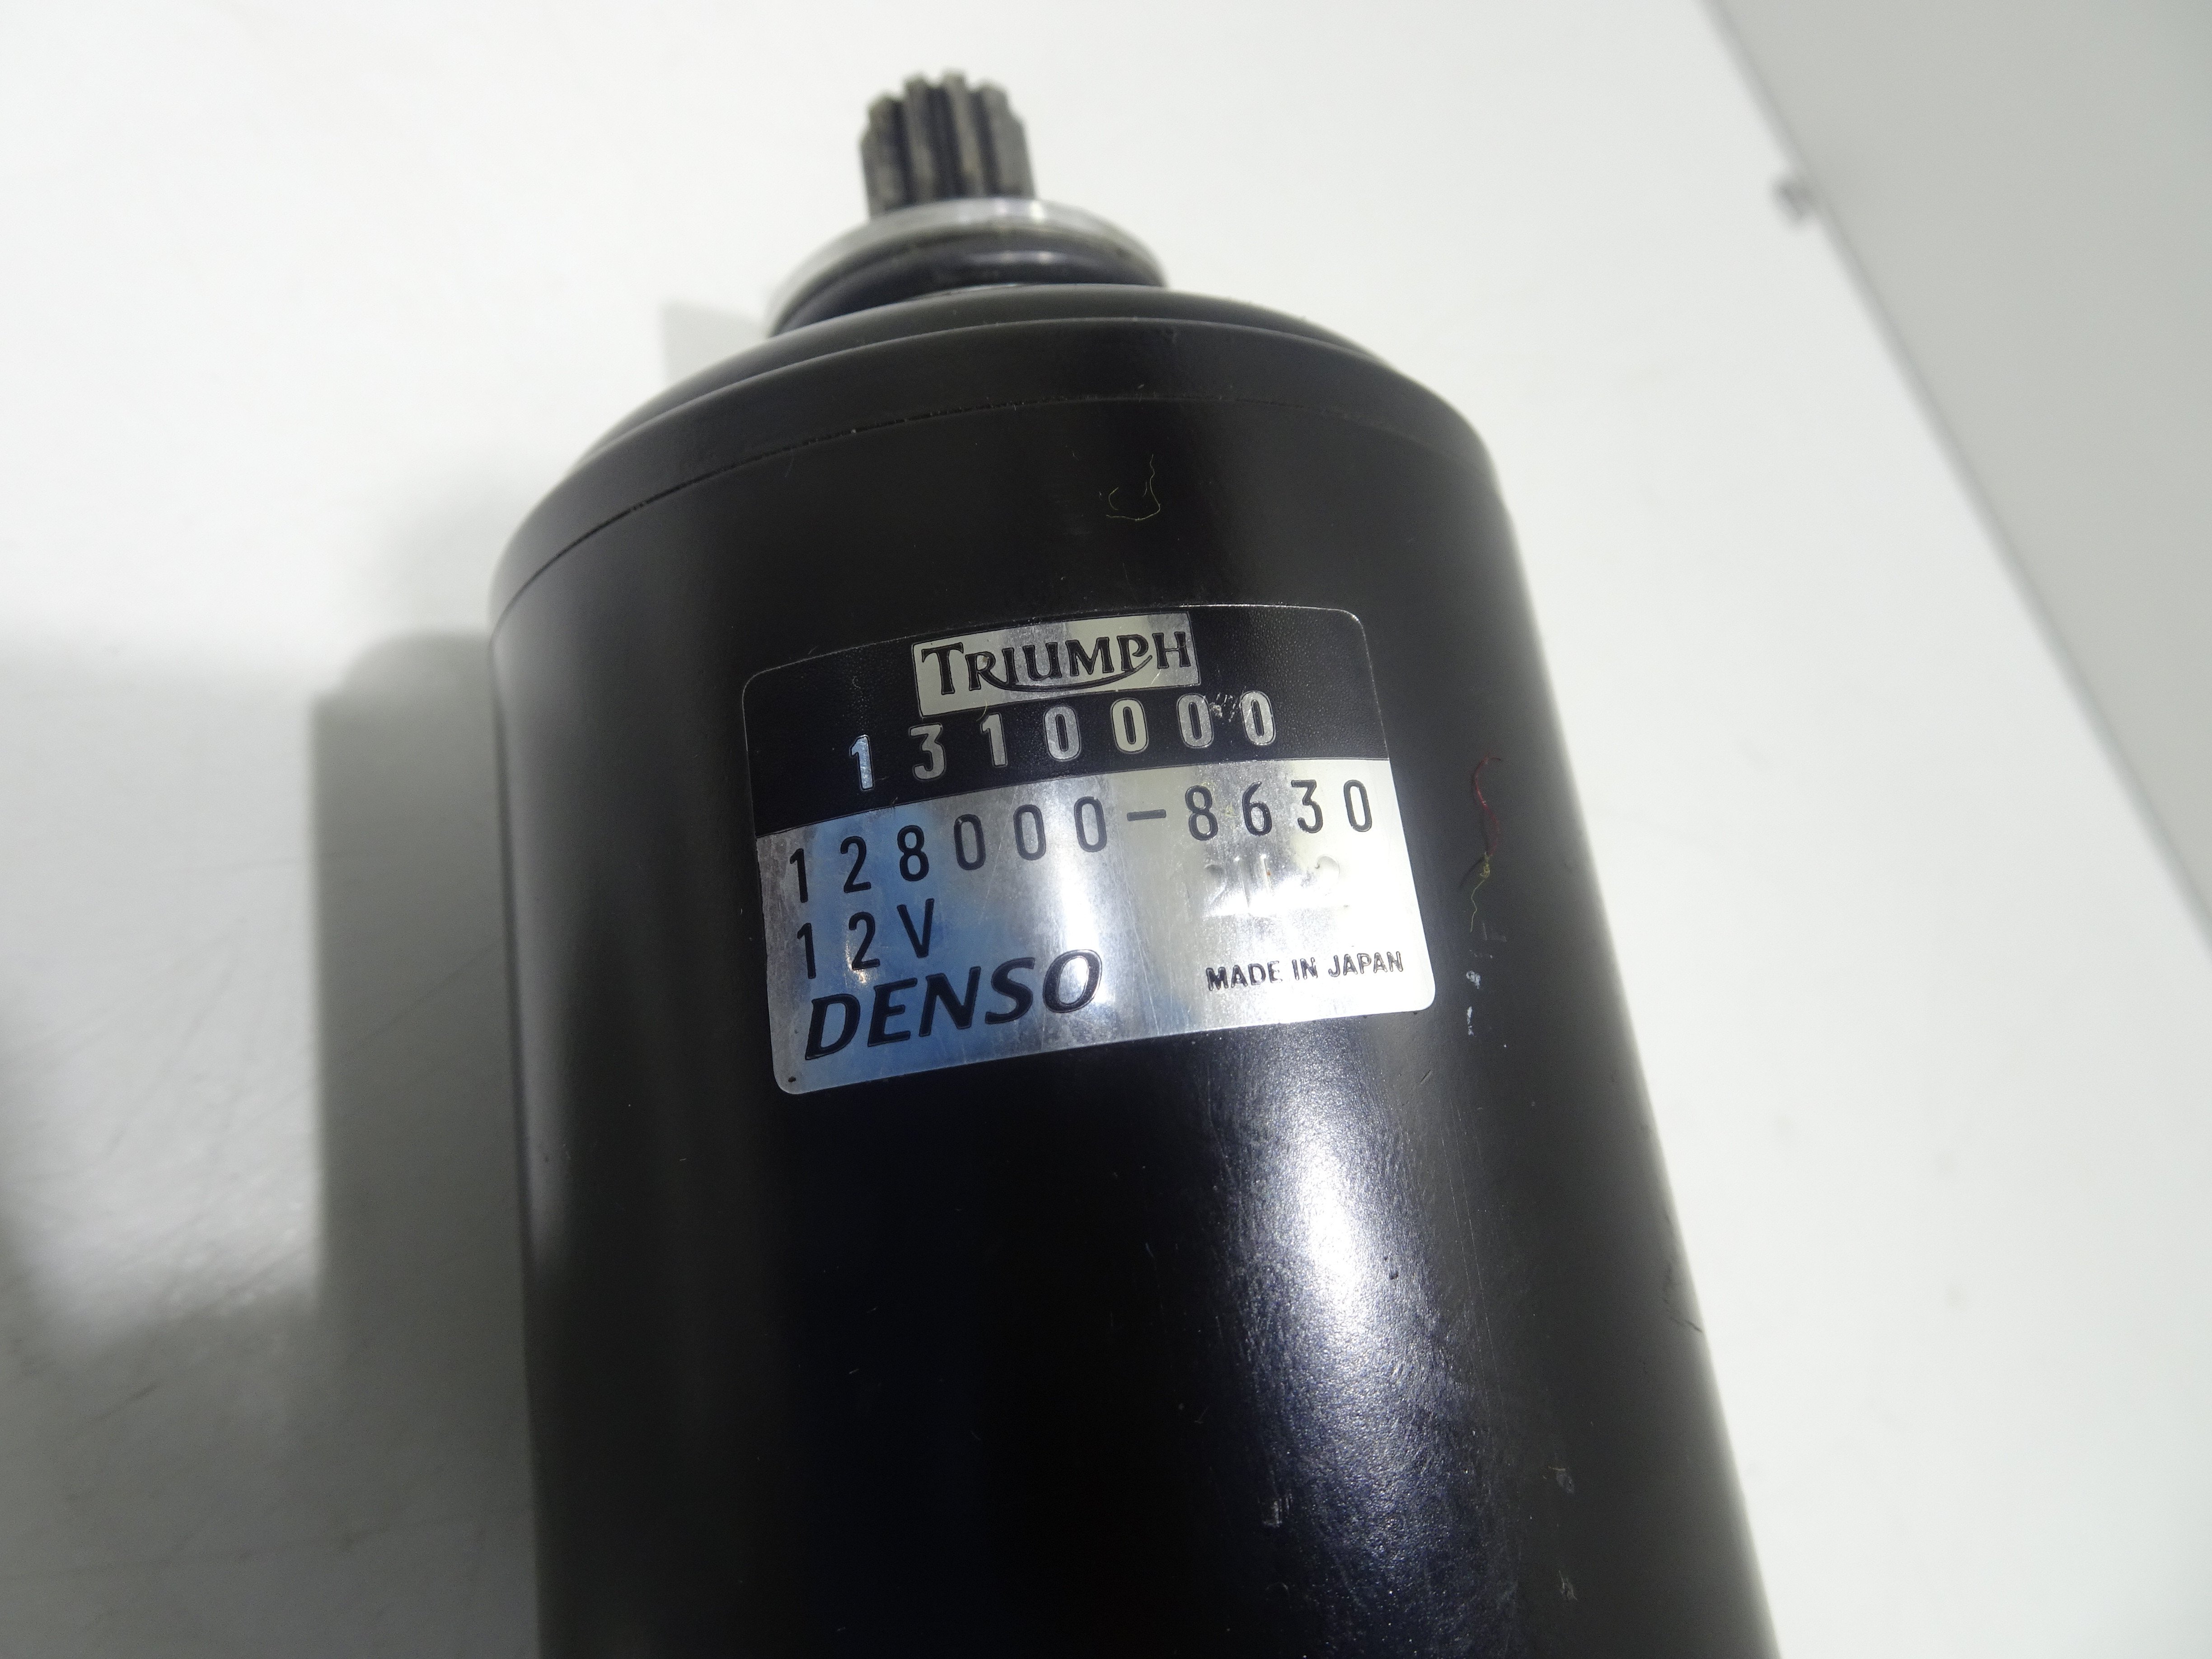 TRIUMPH
1310000
128000-8630
12V
DENSO
MADE IN JAPAN